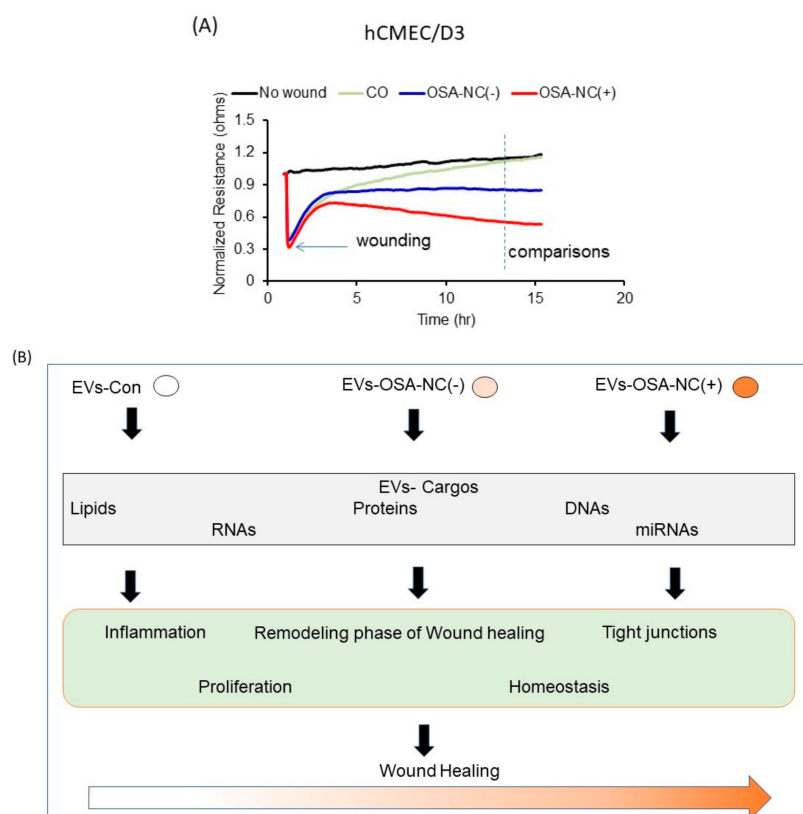 (A)
hCMEC/D3
No wound CO OSA-NC(-) OSA-NC(+)
Normalized Resistance (ohms)
1.5
1.2
0.9
0.6
0.3
0
wounding
comparisons
0 5 10 15 20
Time (hr)
(B)
EVs-Con EVs-OSA-NC(-) EVs-OSA-NC(+)
EVs- Cargos
Lipids Proteins DNAs
RNAs miRNAs
Inflammation Remodeling phase of Wound healing Tight junctions
Proliferation Homeostasis
Wound Healing